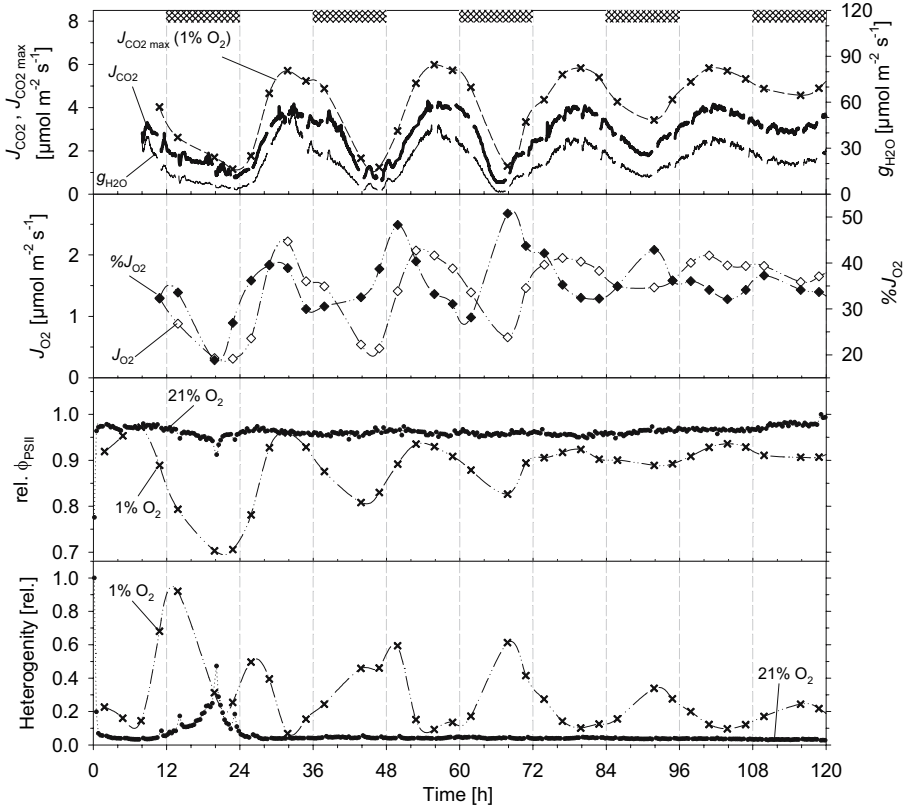 J_CO2 max (1% O2)
J_CO2
g_H2O
J_CO2 , J_CO2 max
[µmol m-2 s-1]
8
6
4
2
0
120
90
60
30
0
g_H2O [µmol m-2 s-1]
%J_O2
J_O2
J_O2 [µmol m-2 s-1]
2
1
0
50
40
30
20
%J_O2
21% O2
1% O2
rel. ϕPSII
1.0
0.9
0.8
0.7
1% O2
21% O2
Heterogenity [rel.]
1.0
0.8
0.6
0.4
0.2
0.0
0 12 24 36 48 60 72 84 96 108 120
Time [h]